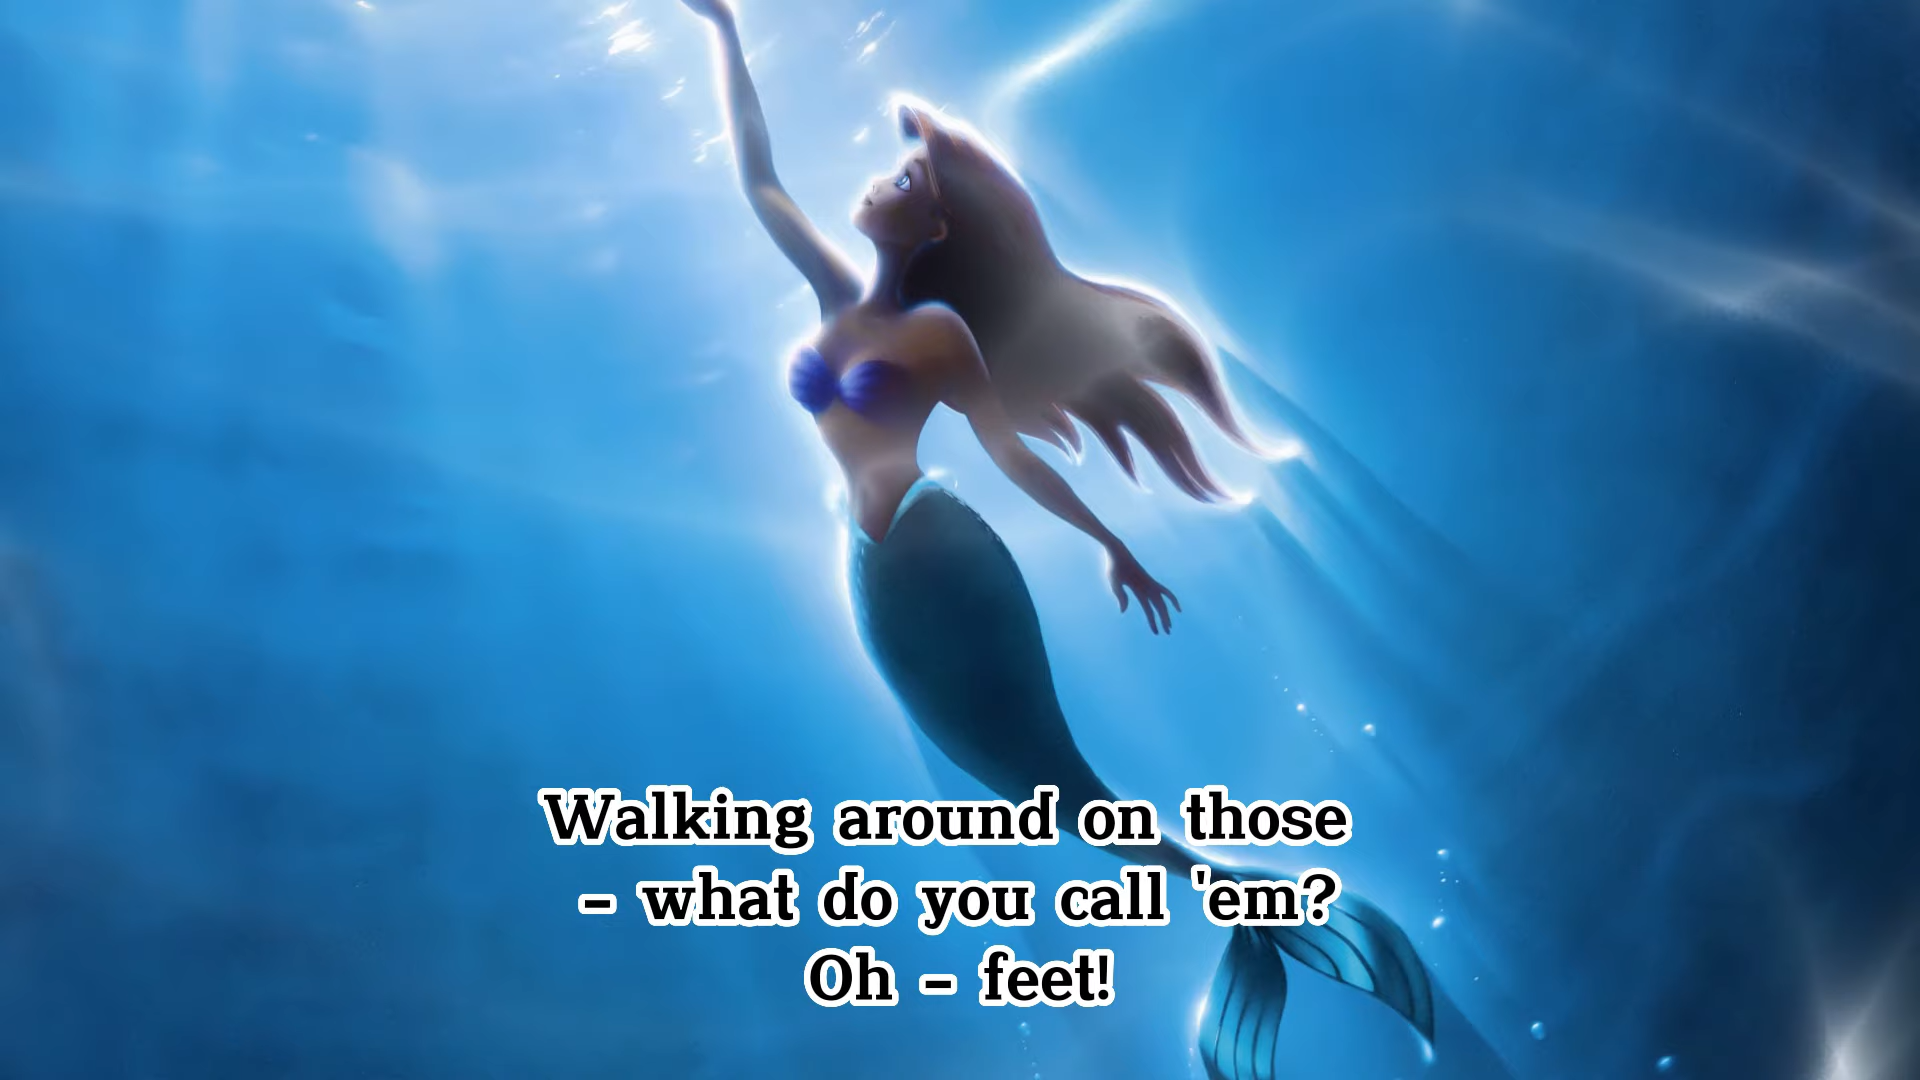 Walking around on those
– what do you call 'em?
Oh – feet!